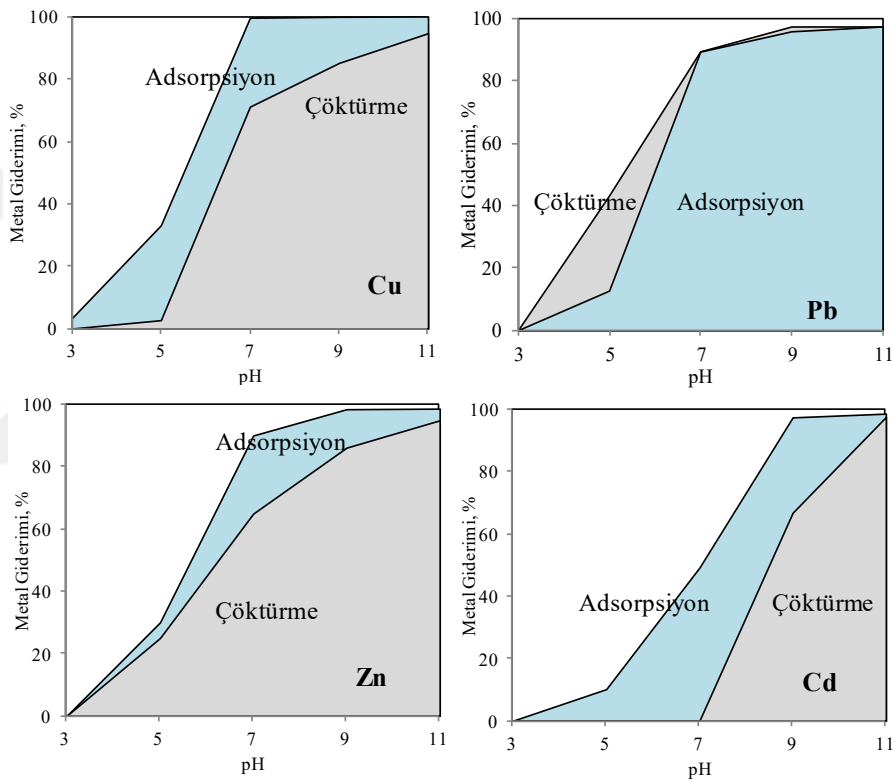 Metal Giderimi, %
100
80
60
40
20
0
Adsorpsiyon
Çöktürme
Cu
3 5 7 9 11
pH
Metal Giderimi, %
100
80
60
40
20
0
Çöktürme
Adsorpsiyon
Pb
3 5 7 9 11
pH
Metal Giderimi, %
100
80
60
40
20
0
Adsorpsiyon
Çöktürme
Zn
3 5 7 9 11
pH
Metal Giderimi, %
100
80
60
40
20
0
Adsorpsiyon
Çöktürme
Cd
3 5 7 9 11
pH